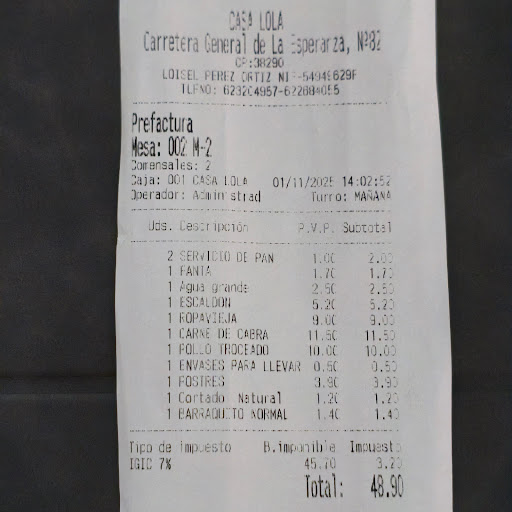 CASA LOLA
Carretera General de La Esperanza, Nº82
CP:38290
LOISEL PEREZ ORTIZ NIF-54949629F
TLFNO: 623204957-622884055
Prefactura
Mesa: 002 M-2
Comensales: 2
Caja: 001 CASA LOLA 01/11/2025 14:02:52
Operador: Administrad Turno: MAÑANA
Uds. Descripción P.V.P. Subtotal
2 SERVICIO DE PAN 1.00 2.00
1 FANTA 1.70 1.70
1 Agua grande 2.50 2.50
1 ESCALDON 5.20 5.20
1 ROPAVIEJA 9.00 9.00
1 CARNE DE CABRA 11.50 11.50
1 POLLO TROCEADO 10.00 10.00
1 ENVASES PARA LLEVAR 0.50 0.50
1 POSTRES 3.90 3.90
1 Cortado Natural 1.20 1.20
1 BARRAQUITO NORMAL 1.40 1.40
Tipo de impuesto B.imponible Impuesto
IGIC 7% 45.70 3.20
Total: 48.90